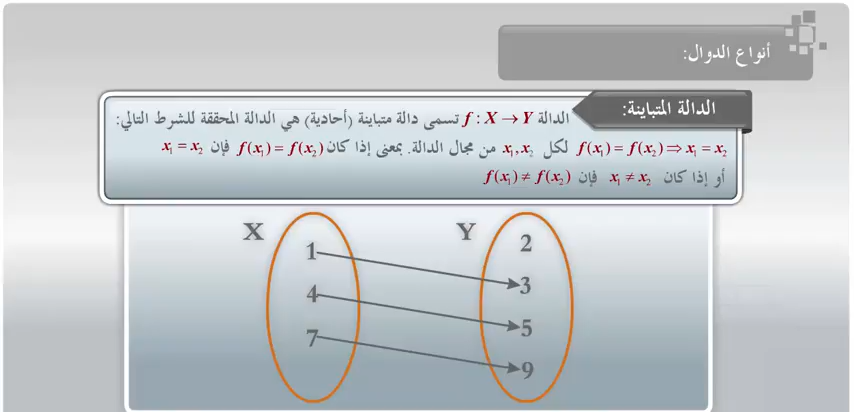 أنواع الدوال:
الدالة المتباينة:
الدالة f : X → Y تسمى دالة متباينة (أحادية) هي الدالة المحققة للشرط التالي:
f(x₁) = f(x₂) ⇒ x₁ = x₂ لكل x₁, x₂ من مجال الدالة. بمعنى إذا كان f(x₁) = f(x₂) فإن x₁ = x₂
أو إذا كان x₁ ≠ x₂ فإن f(x₁) ≠ f(x₂)
X Y
2
1
3
4
5
7
9